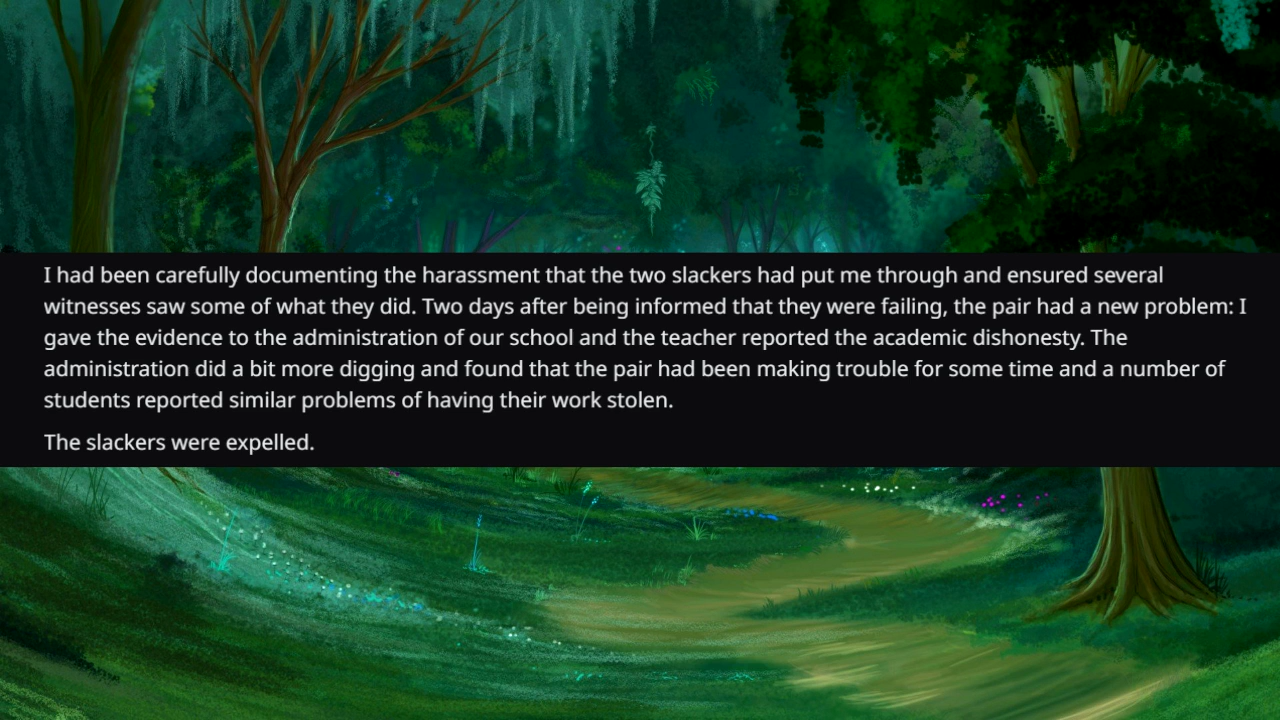 I had been carefully documenting the harassment that the two slackers had put me through and ensured several
witnesses saw some of what they did. Two days after being informed that they were failing, the pair had a new problem: I
gave the evidence to the administration of our school and the teacher reported the academic dishonesty. The
administration did a bit more digging and found that the pair had been making trouble for some time and a number of
students reported similar problems of having their work stolen.
The slackers were expelled.